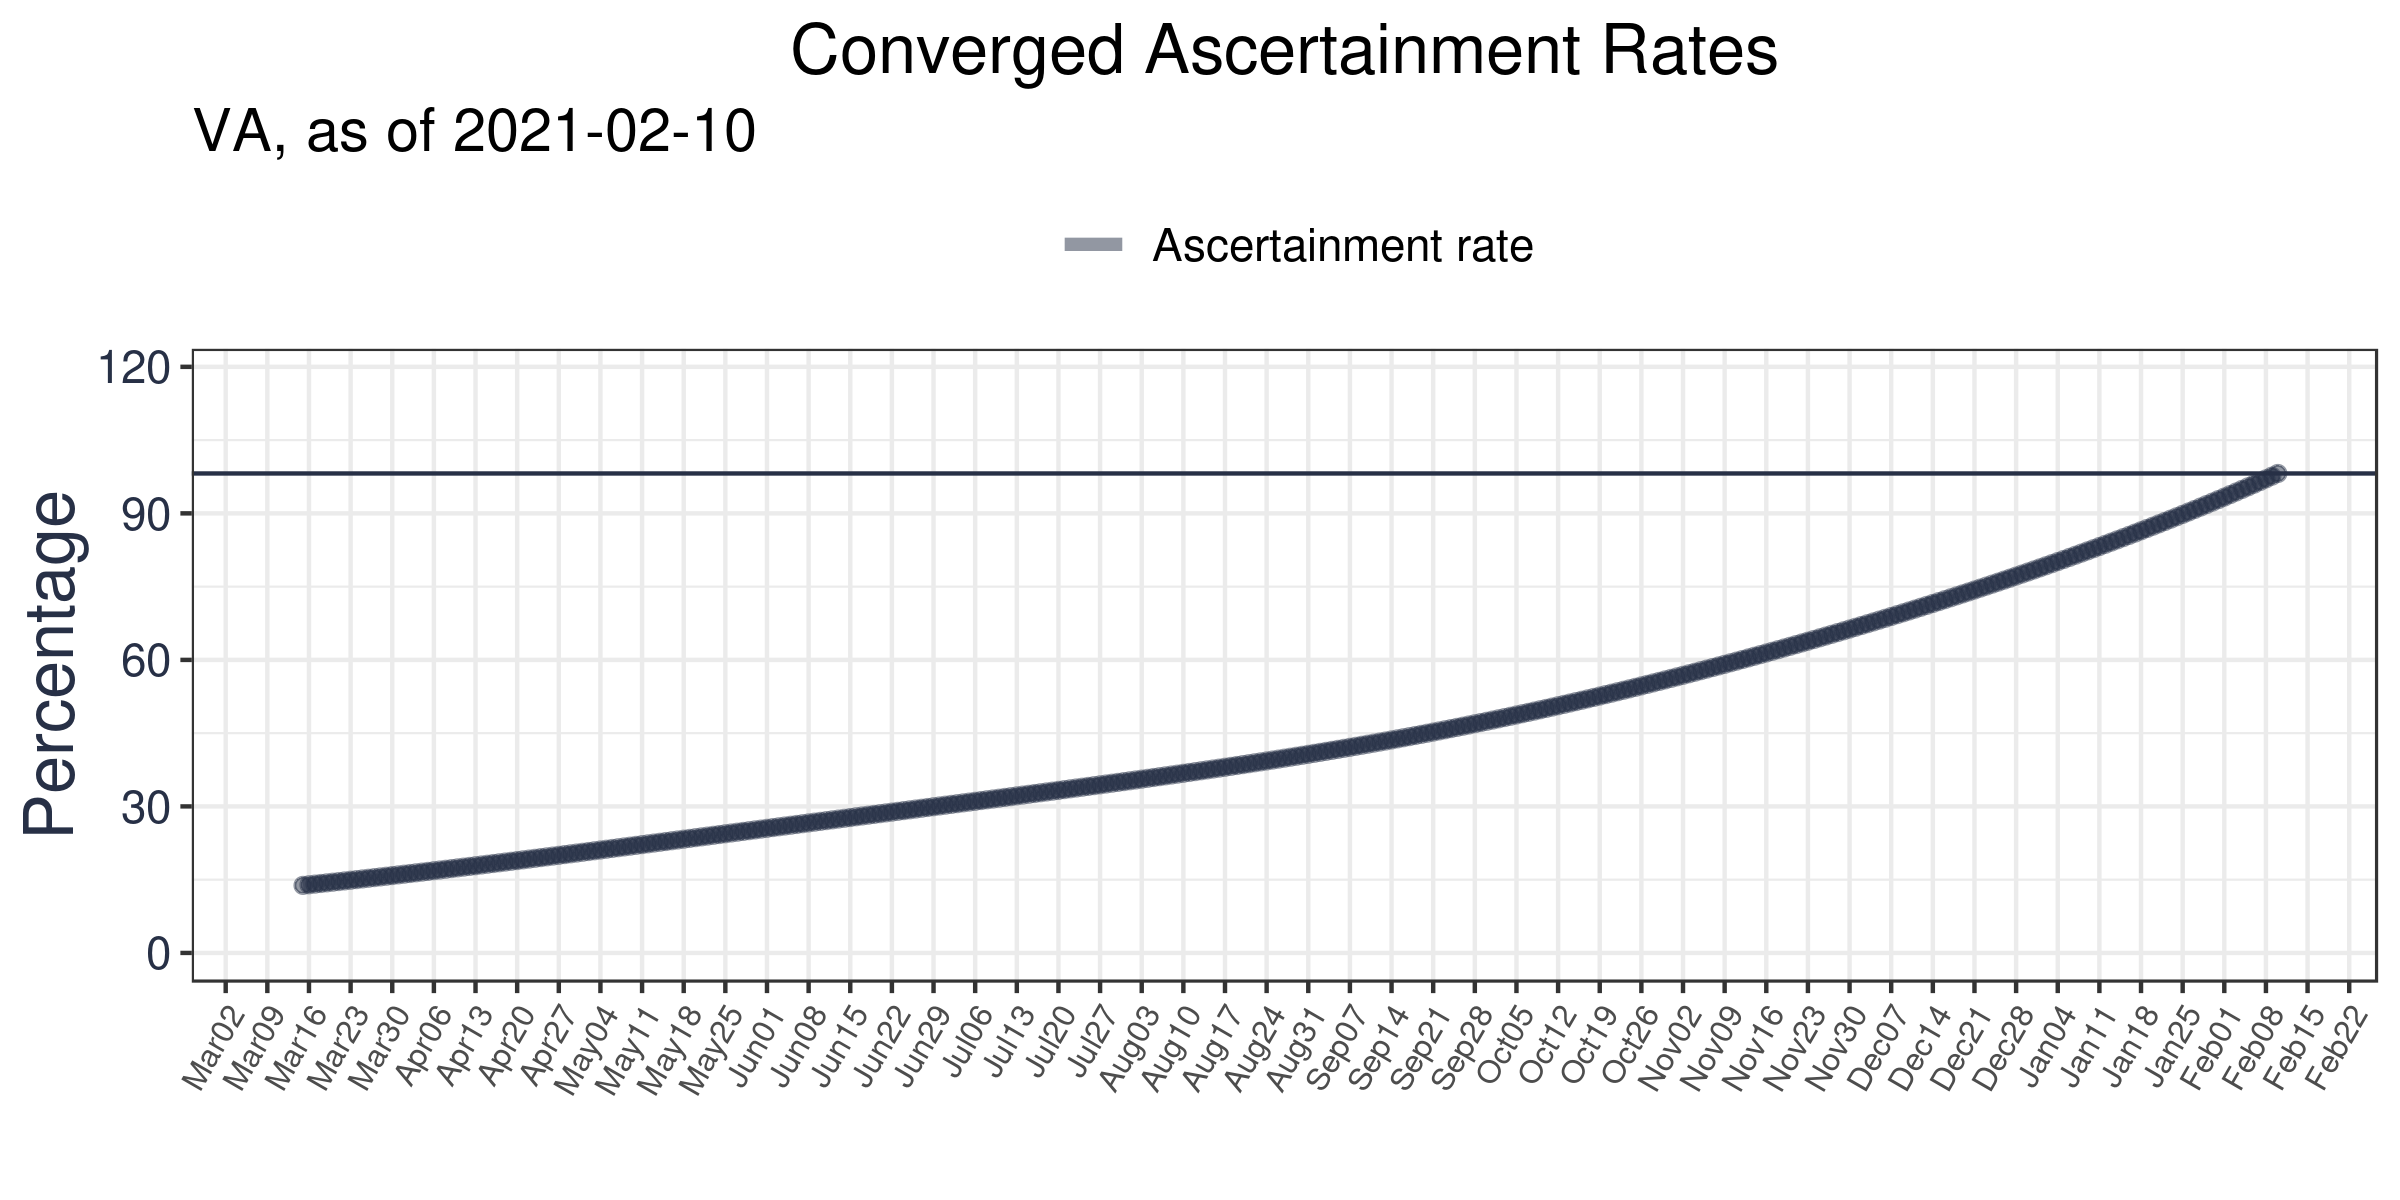 Converged Ascertainment Rates
VA, as of 2021-02-10
Ascertainment rate
Percentage
120
90
60
30
0
Mar02
Mar09
Mar16
Mar23
Mar30
Apr06
Apr13
Apr20
Apr27
May04
May11
May18
May25
Jun01
Jun08
Jun15
Jun22
Jun29
Jul06
Jul13
Jul20
Jul27
Aug03
Aug10
Aug17
Aug24
Aug31
Sep07
Sep14
Sep21
Sep28
Oct05
Oct12
Oct19
Oct26
Nov02
Nov09
Nov16
Nov23
Nov30
Dec07
Dec14
Dec21
Dec28
Jan04
Jan11
Jan18
Jan25
Feb01
Feb08
Feb15
Feb22